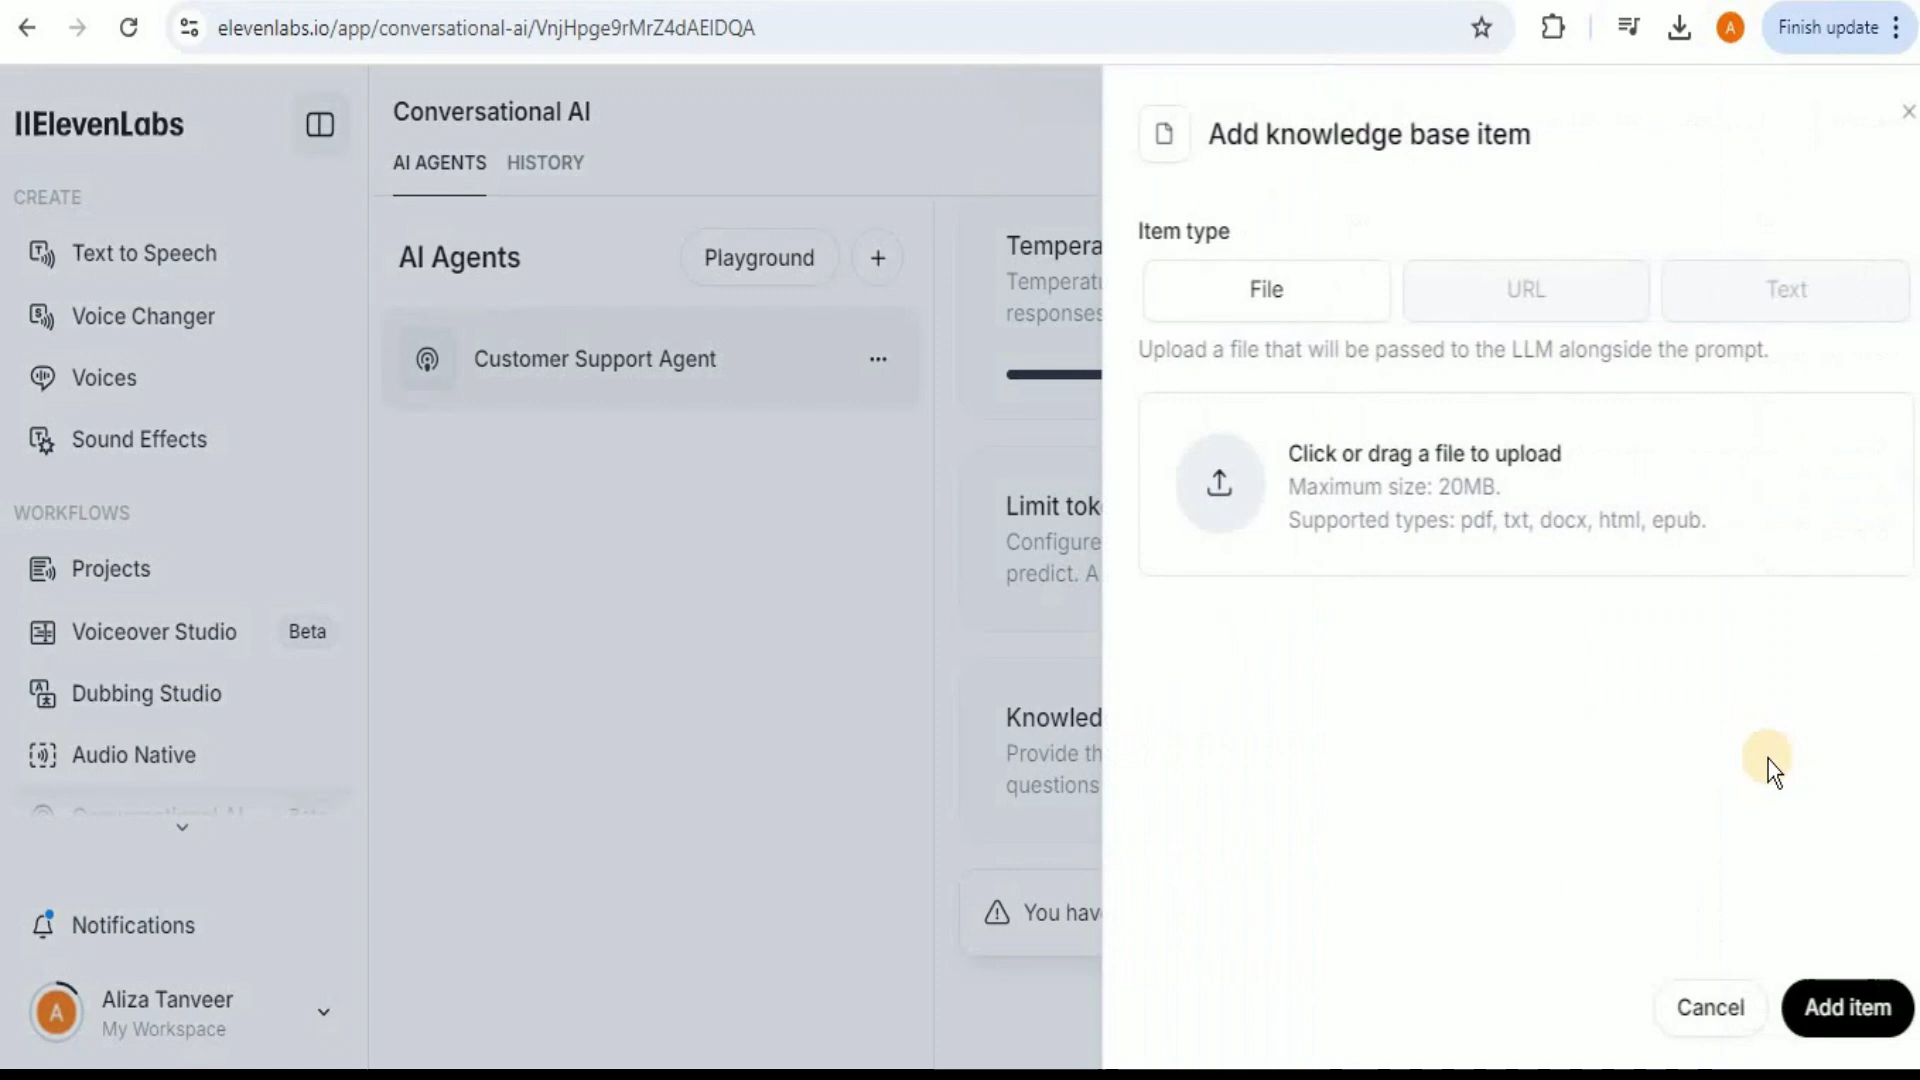 elevenlabs.io/app/conversational-ai/VnjHpge9rMrZ4dAEIDQA
A
Finish update
IIElevenLabs
CREATE
Text to Speech
Voice Changer
Voices
Sound Effects
WORKFLOWS
Projects
Voiceover Studio Beta
Dubbing Studio
Audio Native
Conversational AI Beta
Notifications
A
Aliza Tanveer
My Workspace
Conversational AI
AI AGENTS HISTORY
AI Agents
Playground
+
Customer Support Agent
Tempera
Temperatu
responses
Limit tok
Configure
predict. A
Knowled
Provide th
questions
You hav
Add knowledge base item
Item type
File
URL
Text
Upload a file that will be passed to the LLM alongside the prompt.
Click or drag a file to upload
Maximum size: 20MB.
Supported types: pdf, txt, docx, html, epub.
Cancel
Add item